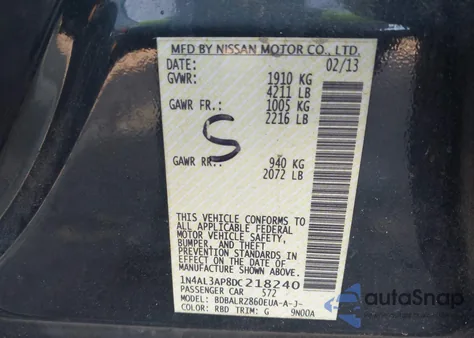 MFD BY NISSAN MOTOR CO., LTD.
DATE: 02/13
GVWR: 1910 KG
4211 LB
GAWR FR.: 1005 KG
2216 LB
S
GAWR RR.: 940 KG
2072 LB
THIS VEHICLE CONFORMS TO
ALL APPLICABLE FEDERAL
MOTOR VEHICLE SAFETY,
BUMPER, AND THEFT
PREVENTION STANDARDS
IN EFFECT ON THE DATE OF
MANUFACTURE SHOWN ABOVE.
1N4AL3AP8DC218240
PASSENGER CAR 572
MODEL: BDBALR2860EUA-A-J-
COLOR: RBD TRIM: G 9N00A
autoSnap
POWERED BY